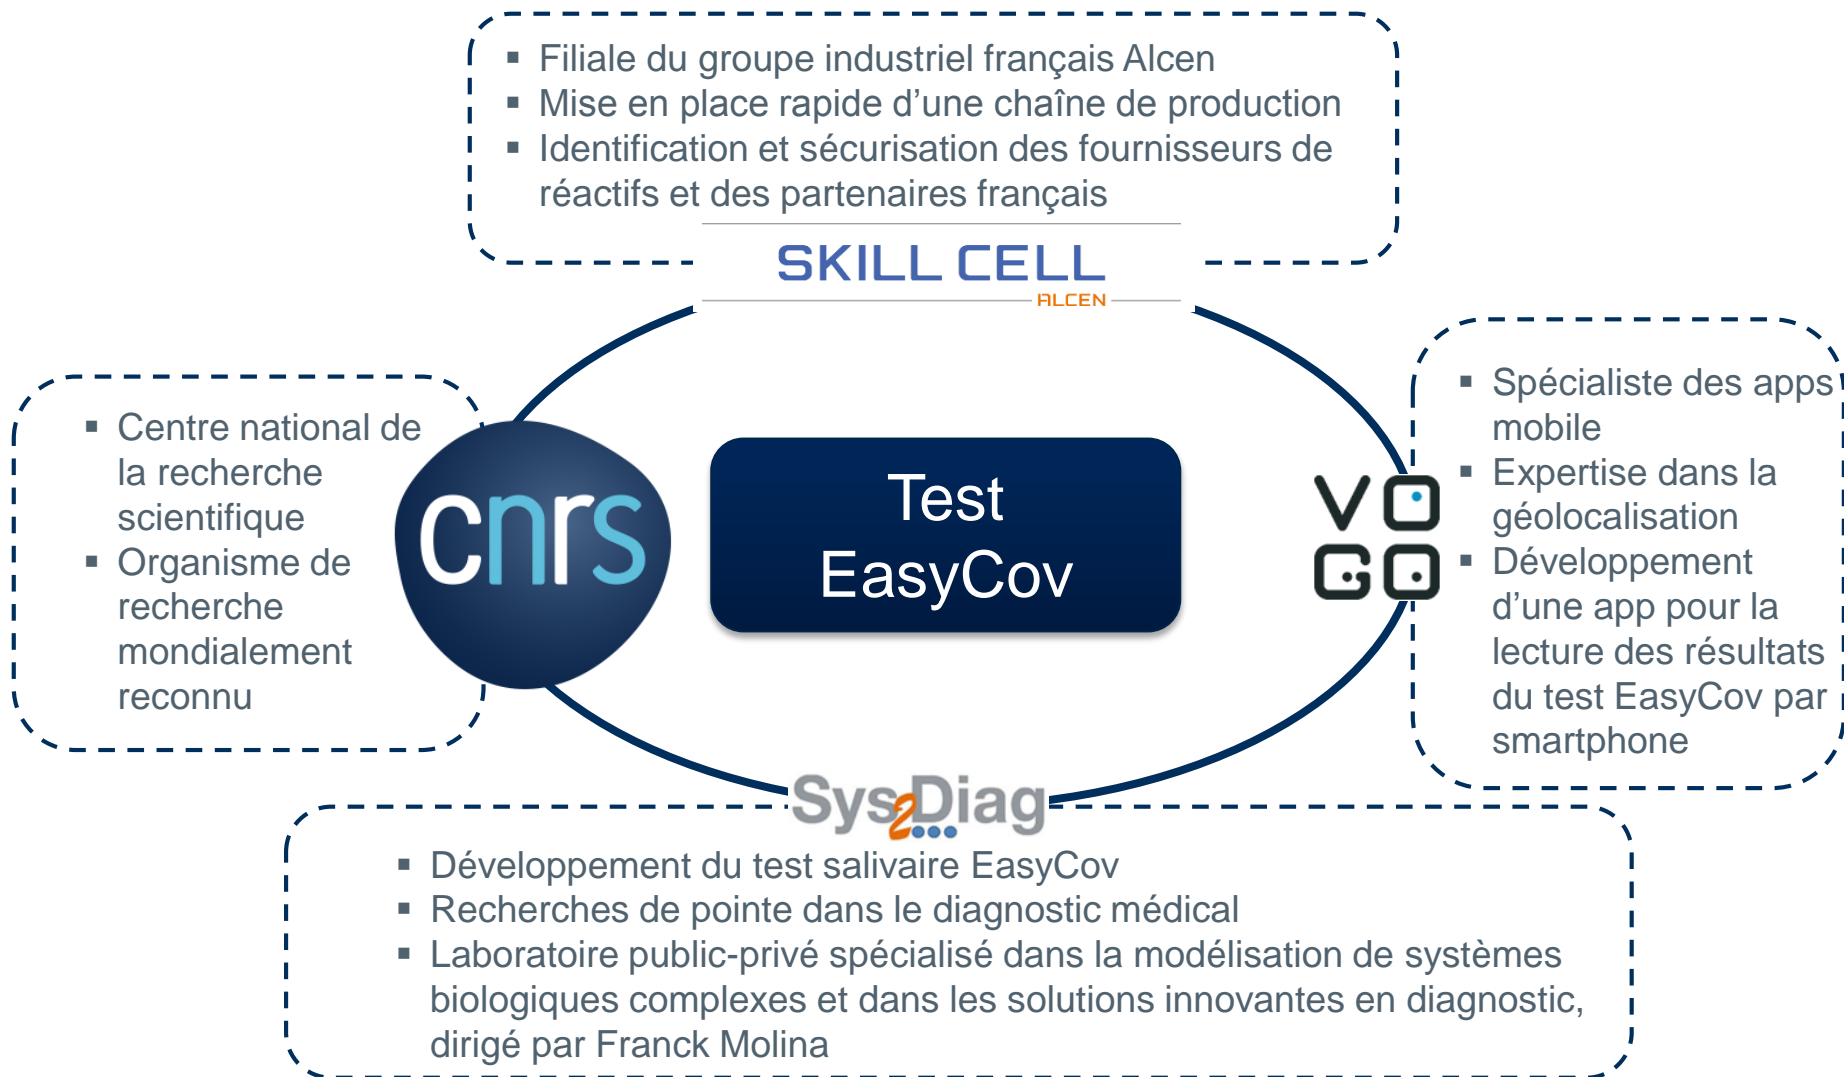 ▪ Filiale du groupe industriel français Alcen
▪ Mise en place rapide d’une chaîne de production
▪ Identification et sécurisation des fournisseurs de
réactifs et des partenaires français
SKILL CELL
ALCEN
▪ Centre national de
la recherche
scientifique
▪ Organisme de
recherche
mondialement
reconnu
cnrs
Test
EasyCov
VO
GO
▪ Spécialiste des apps
mobile
▪ Expertise dans la
géolocalisation
▪ Développement
d’une app pour la
lecture des résultats
du test EasyCov par
smartphone
Sys2Diag
▪ Développement du test salivaire EasyCov
▪ Recherches de pointe dans le diagnostic médical
▪ Laboratoire public-privé spécialisé dans la modélisation de systèmes
biologiques complexes et dans les solutions innovantes en diagnostic,
dirigé par Franck Molina